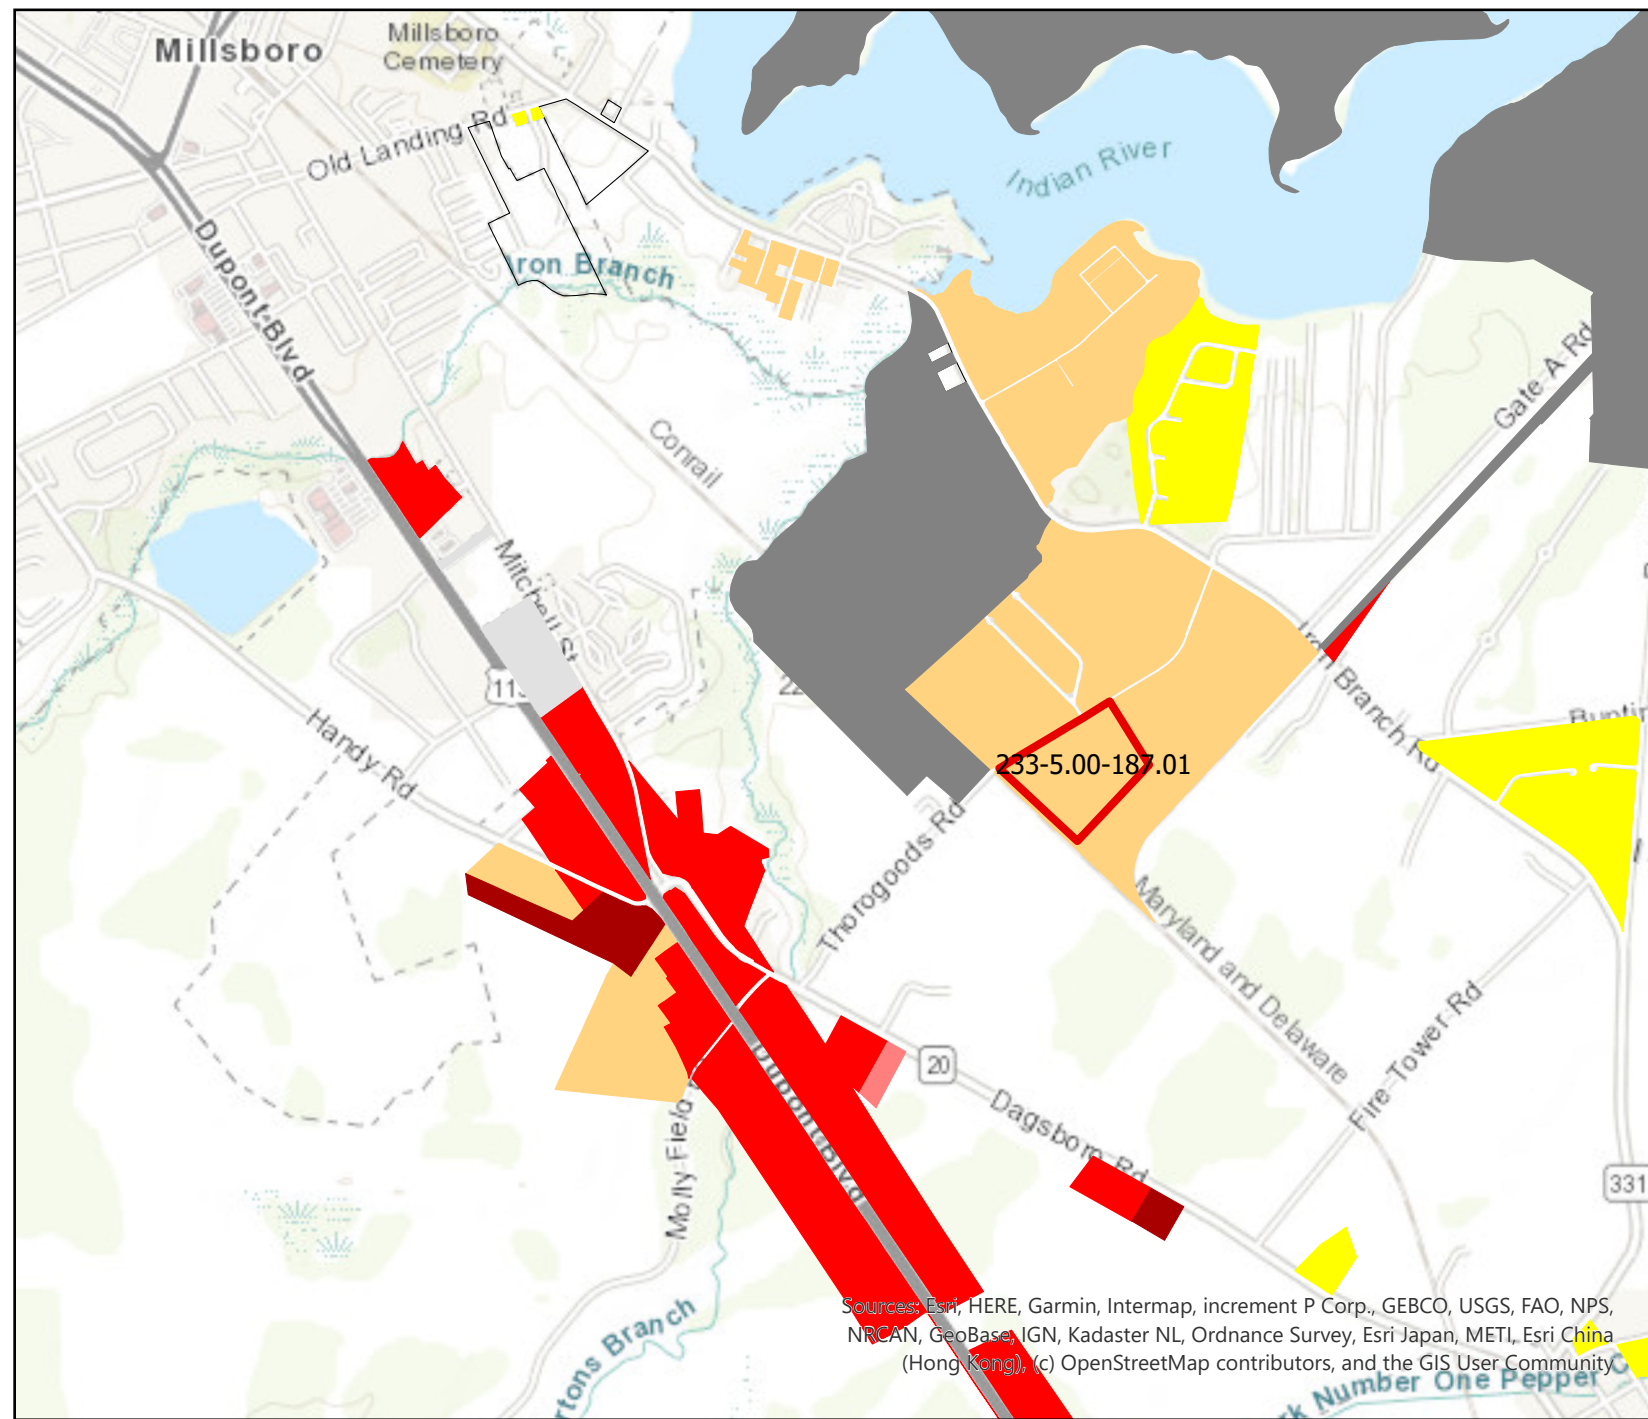 Millsboro
Millsboro
Cemetery
Old Landing Rd
Indian River
Iron Branch
Dupont Blvd
Gate A Rd
Conrail
Mitchell St
113
22
Iron Branch Rd
Handy Rd
233-5.00-187.01
Thorogoods Rd
Maryland and Delaware
Fire Tower Rd
20
Dupont Blvd
Dagsboro Rd
Molly Field
331
Sources: Esri, HERE, Garmin, Intermap, increment P Corp., GEBCO, USGS, FAO, NPS,
NRCAN, GeoBase, IGN, Kadaster NL, Ordnance Survey, Esri Japan, METI, Esri China
(Hong Kong), (c) OpenStreetMap contributors, and the GIS User Community
rtons Branch
rk Number One Pepper